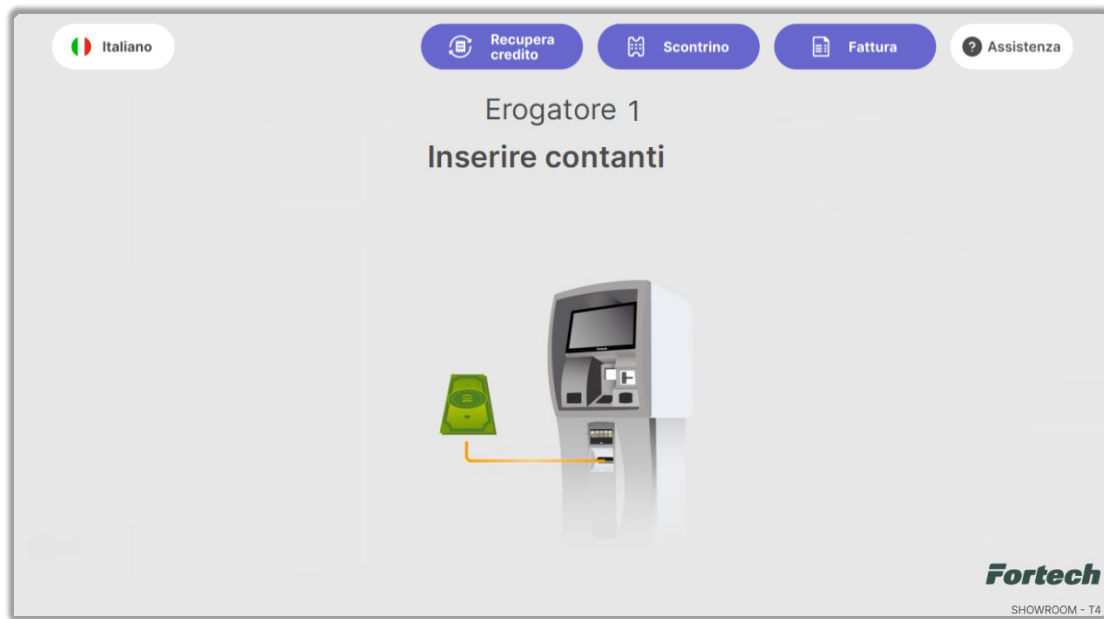 Italiano
Recupera
credito
Scontrino
Fattura
? Assistenza
Erogatore 1
Inserire contanti
Fortech
SHOWROOM - T4